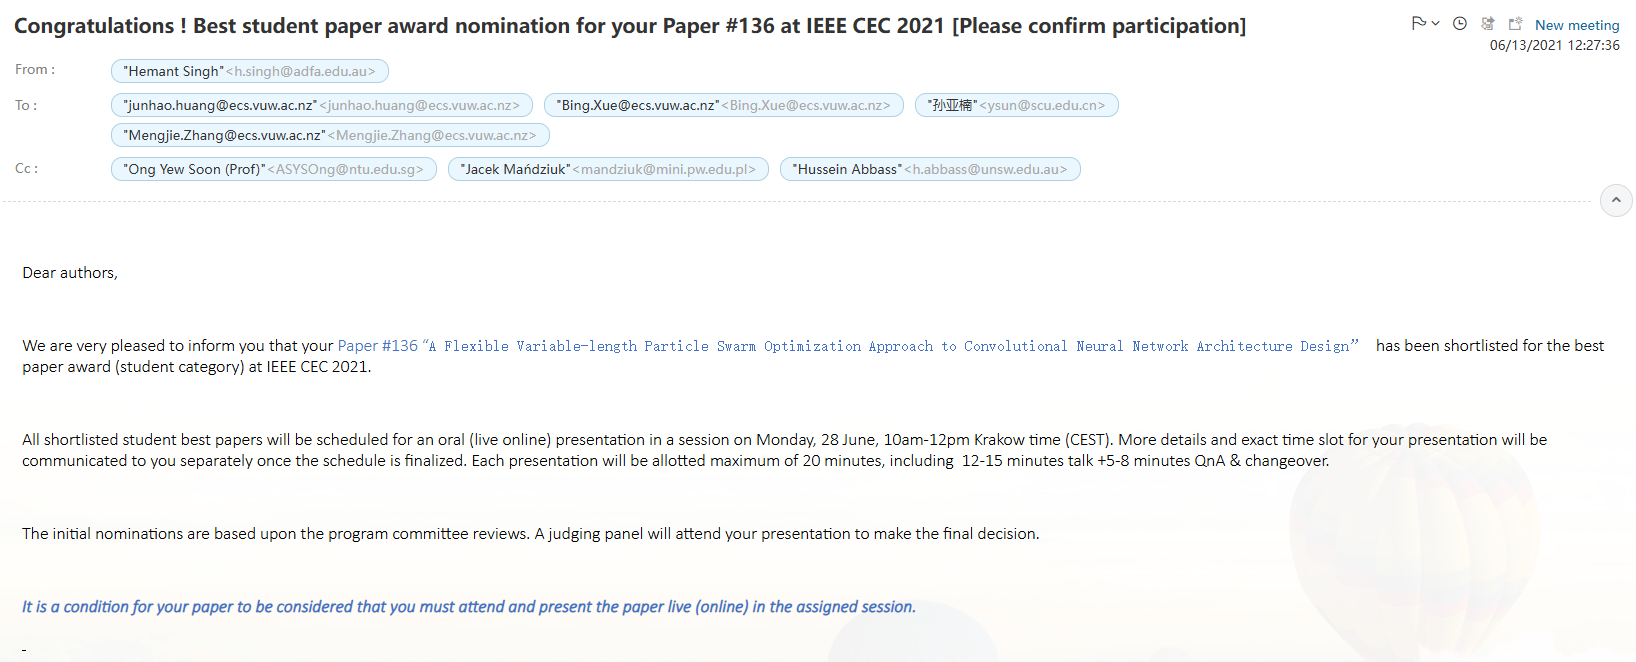 Congratulations ! Best student paper award nomination for your Paper #136 at IEEE CEC 2021 [Please confirm participation]
New meeting
06/13/2021 12:27:36
From : "Hemant Singh"<h.singh@adfa.edu.au>
To : "junhao.huang@ecs.vuw.ac.nz"<junhao.huang@ecs.vuw.ac.nz> "Bing.Xue@ecs.vuw.ac.nz"<Bing.Xue@ecs.vuw.ac.nz> "孙亚楠"<ysun@scu.edu.cn>
"Mengjie.Zhang@ecs.vuw.ac.nz"<Mengjie.Zhang@ecs.vuw.ac.nz>
Cc : "Ong Yew Soon (Prof)"<ASYSOng@ntu.edu.sg> "Jacek Mańdziuk"<mandziuk@mini.pw.edu.pl> "Hussein Abbass"<h.abbass@unsw.edu.au>
Dear authors,
We are very pleased to inform you that your Paper #136 “A Flexible Variable-length Particle Swarm Optimization Approach to Convolutional Neural Network Architecture Design” has been shortlisted for the best
paper award (student category) at IEEE CEC 2021.
All shortlisted student best papers will be scheduled for an oral (live online) presentation in a session on Monday, 28 June, 10am-12pm Krakow time (CEST). More details and exact time slot for your presentation will be
communicated to you separately once the schedule is finalized. Each presentation will be allotted maximum of 20 minutes, including 12-15 minutes talk +5-8 minutes QnA & changeover.
The initial nominations are based upon the program committee reviews. A judging panel will attend your presentation to make the final decision.
It is a condition for your paper to be considered that you must attend and present the paper live (online) in the assigned session.
-